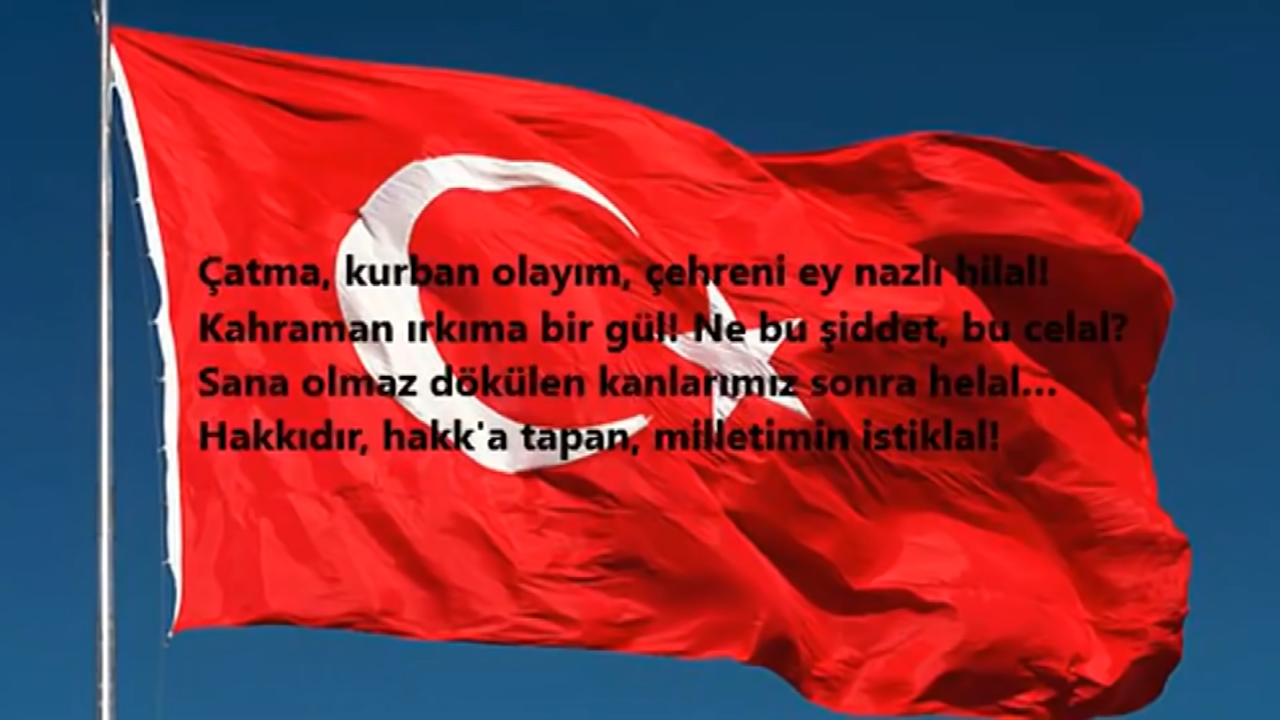 Çatma, kurban olayım, çehreni ey nazlı hilal!
Kahraman ırkıma bir gül! Ne bu şiddet, bu celal?
Sana olmaz dökülen kanlarımız sonra helal...
Hakkıdır, hakk'a tapan, milletimin istiklal!